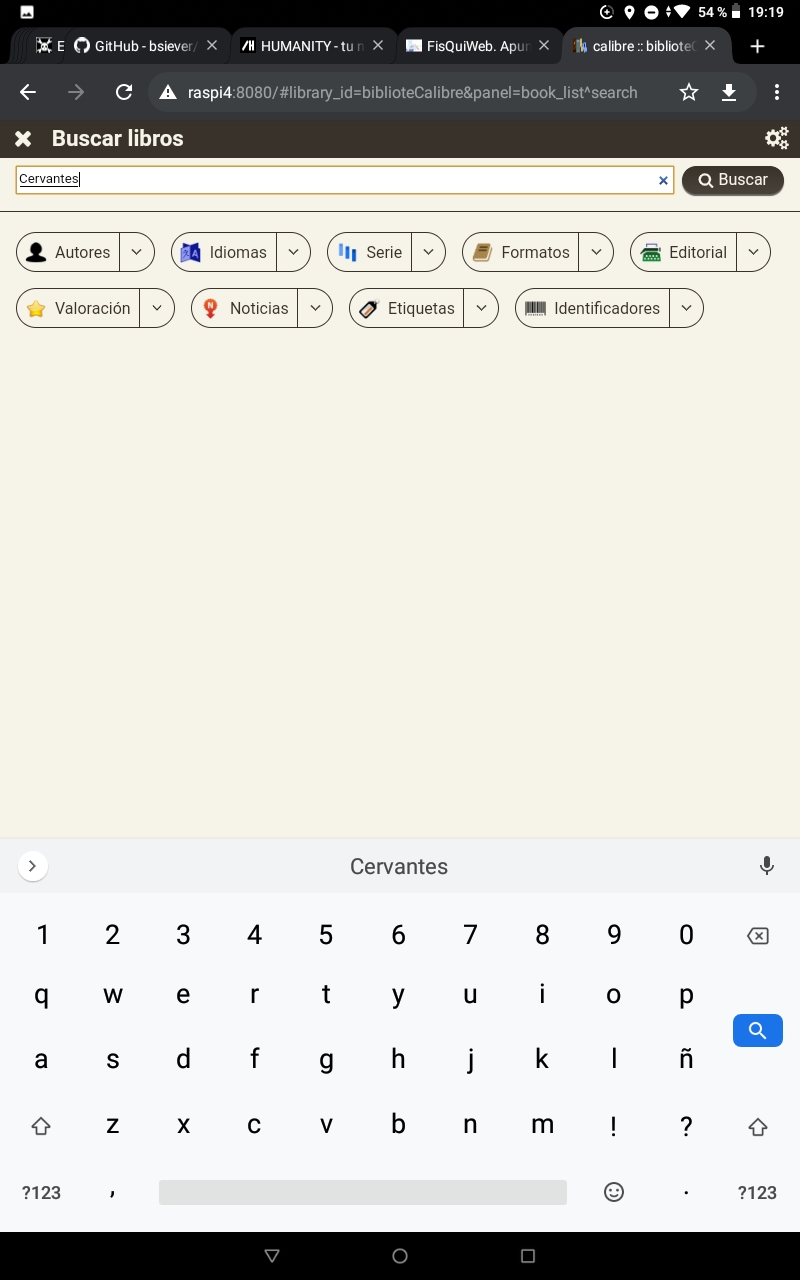 54 % 19:19
E GitHub - bsiever/ HUMANITY - tu n FisQuiWeb. Apun calibre :: biblioteC
raspi4:8080/#library_id=biblioteCalibre&panel=book_list^search
Buscar libros
Cervantes Buscar
Autores Idiomas Serie Formatos Editorial
Valoración Noticias Etiquetas Identificadores
Cervantes
1 2 3 4 5 6 7 8 9 0
q w e r t y u i o p
a s d f g h j k l ñ
z x c v b n m ! ?
?123 , . ?123